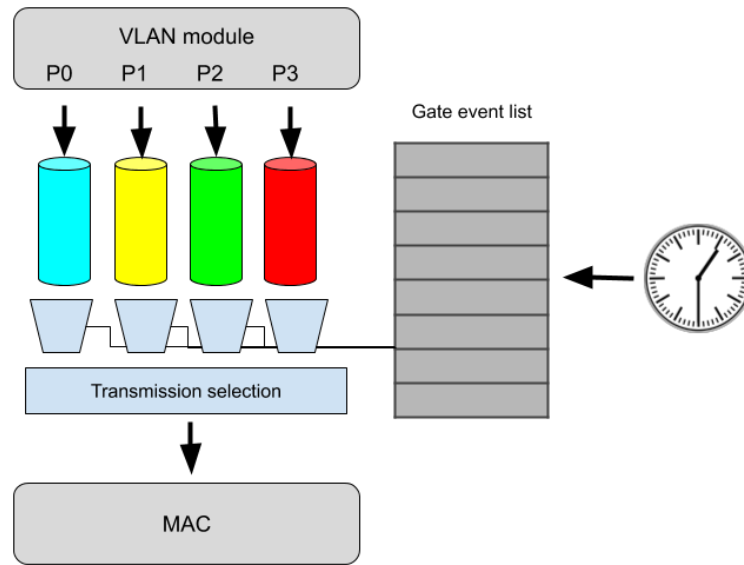 VLAN module
P0 P1 P2 P3
Gate event list
Transmission selection
MAC